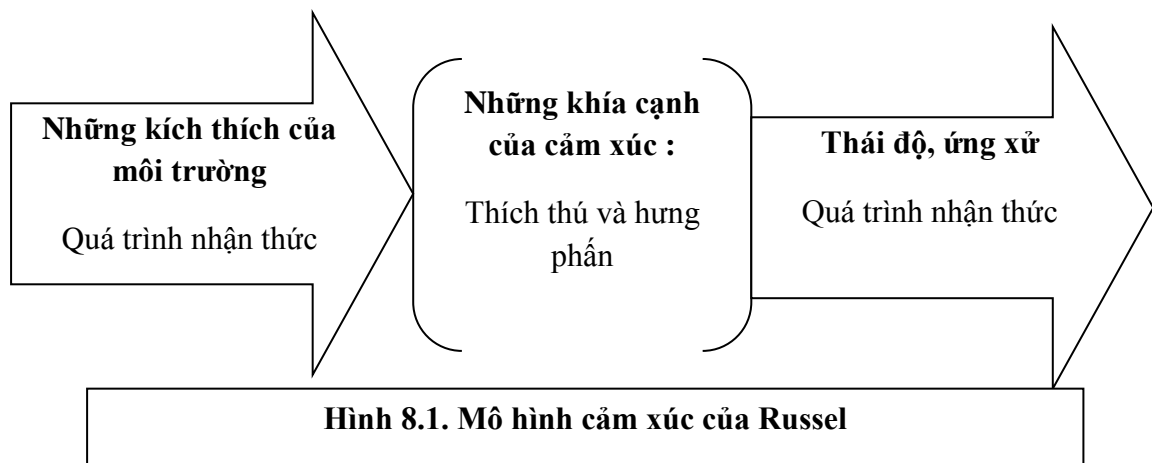 Những kích thích của
môi trường
Quá trình nhận thức
Những khía cạnh
của cảm xúc :
Thích thú và hưng
phấn
Thái độ, ứng xử
Quá trình nhận thức
Hình 8.1. Mô hình cảm xúc của Russel